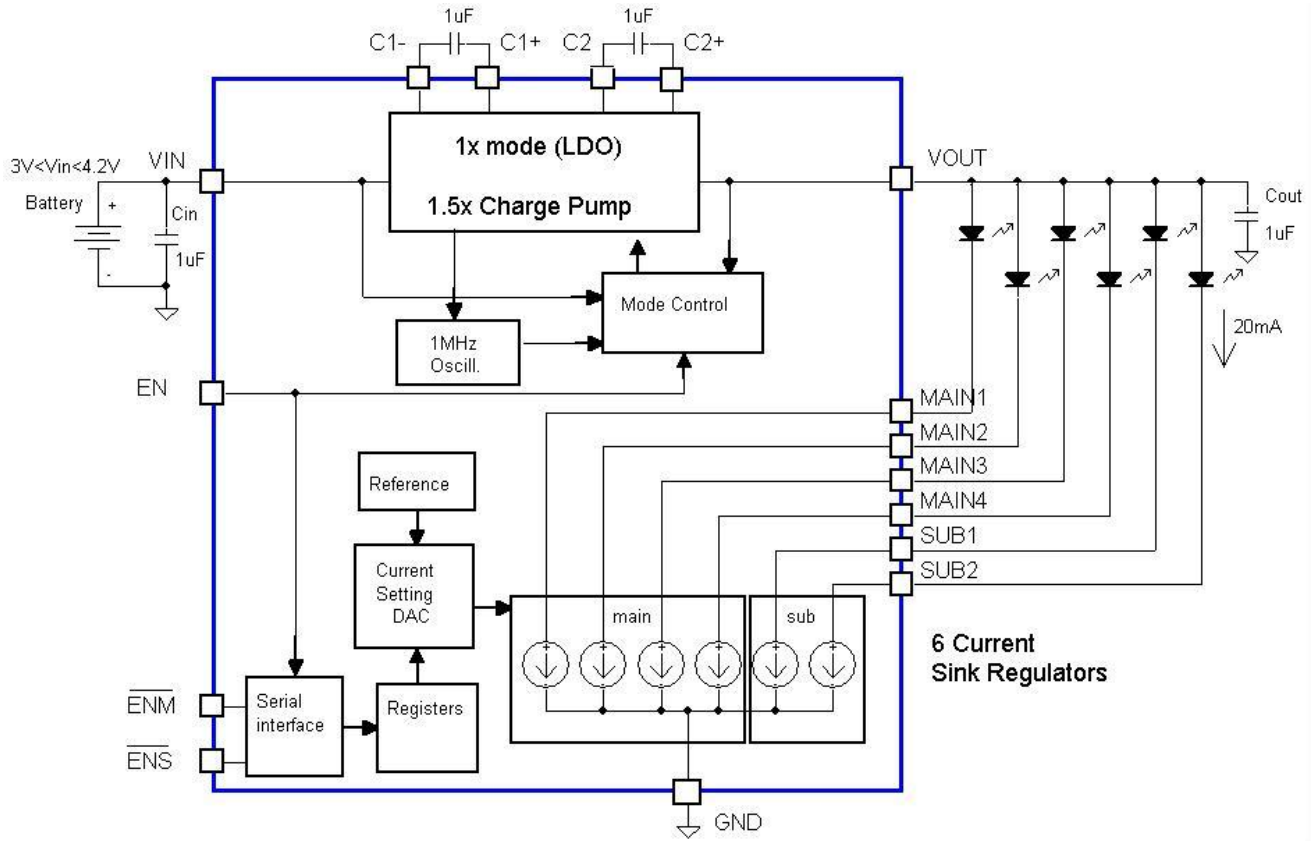 1uF
1uF
C1-
C1+
C2
C2+
1x mode (LDO)
1.5x Charge Pump
3V<Vin<4.2V
VIN
VOUT
Battery
+
-
Cin
1uF
Cout
1uF
Mode Control
1MHz
Oscill.
20mA
EN
MAIN1
MAIN2
MAIN3
MAIN4
SUB1
SUB2
Reference
Current
Setting
DAC
main
sub
6 Current
Sink Regulators
ENM
ENS
Serial
interface
Registers
GND